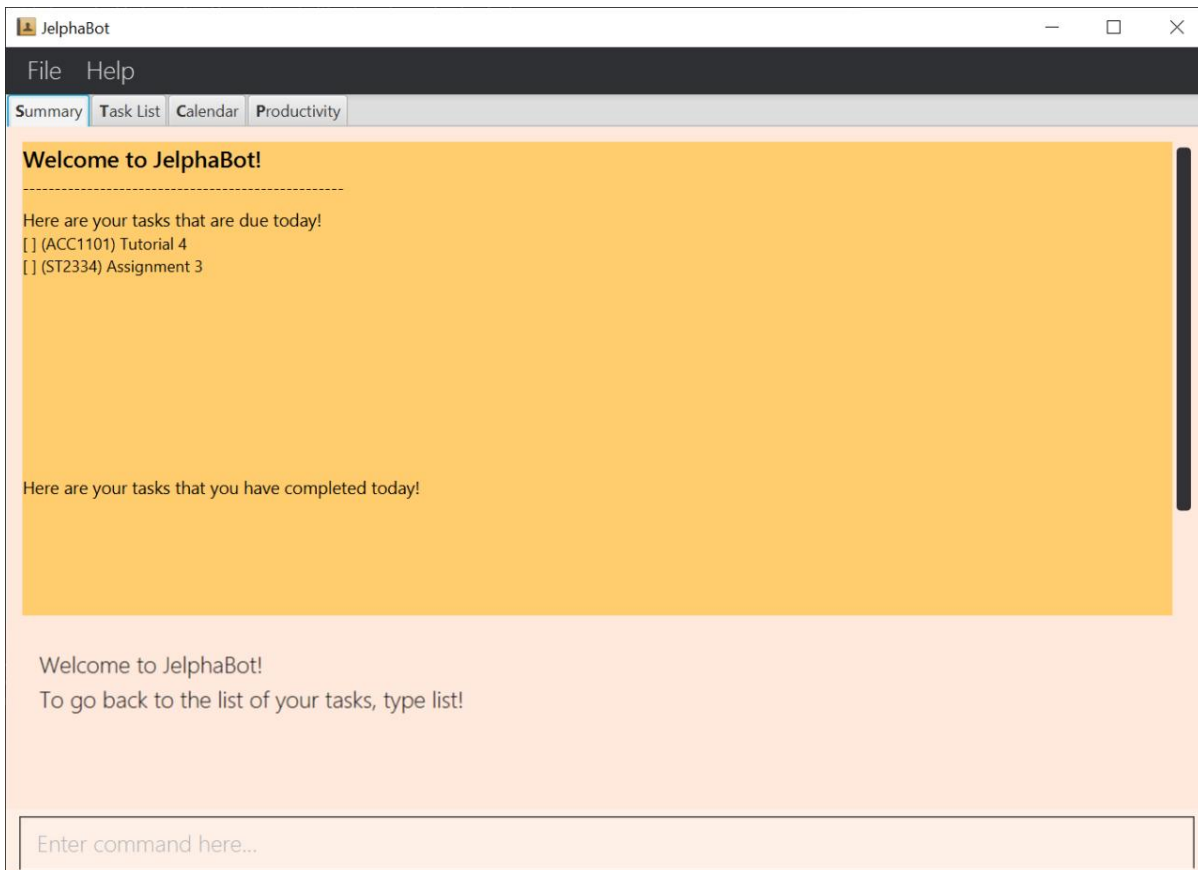 JelphaBot
File Help
Summary Task List Calendar Productivity
Welcome to JelphaBot!
--------------------------------------------------
Here are your tasks that are due today!
[ ] (ACC1101) Tutorial 4
[ ] (ST2334) Assignment 3
Here are your tasks that you have completed today!
Welcome to JelphaBot!
To go back to the list of your tasks, type list!
Enter command here...